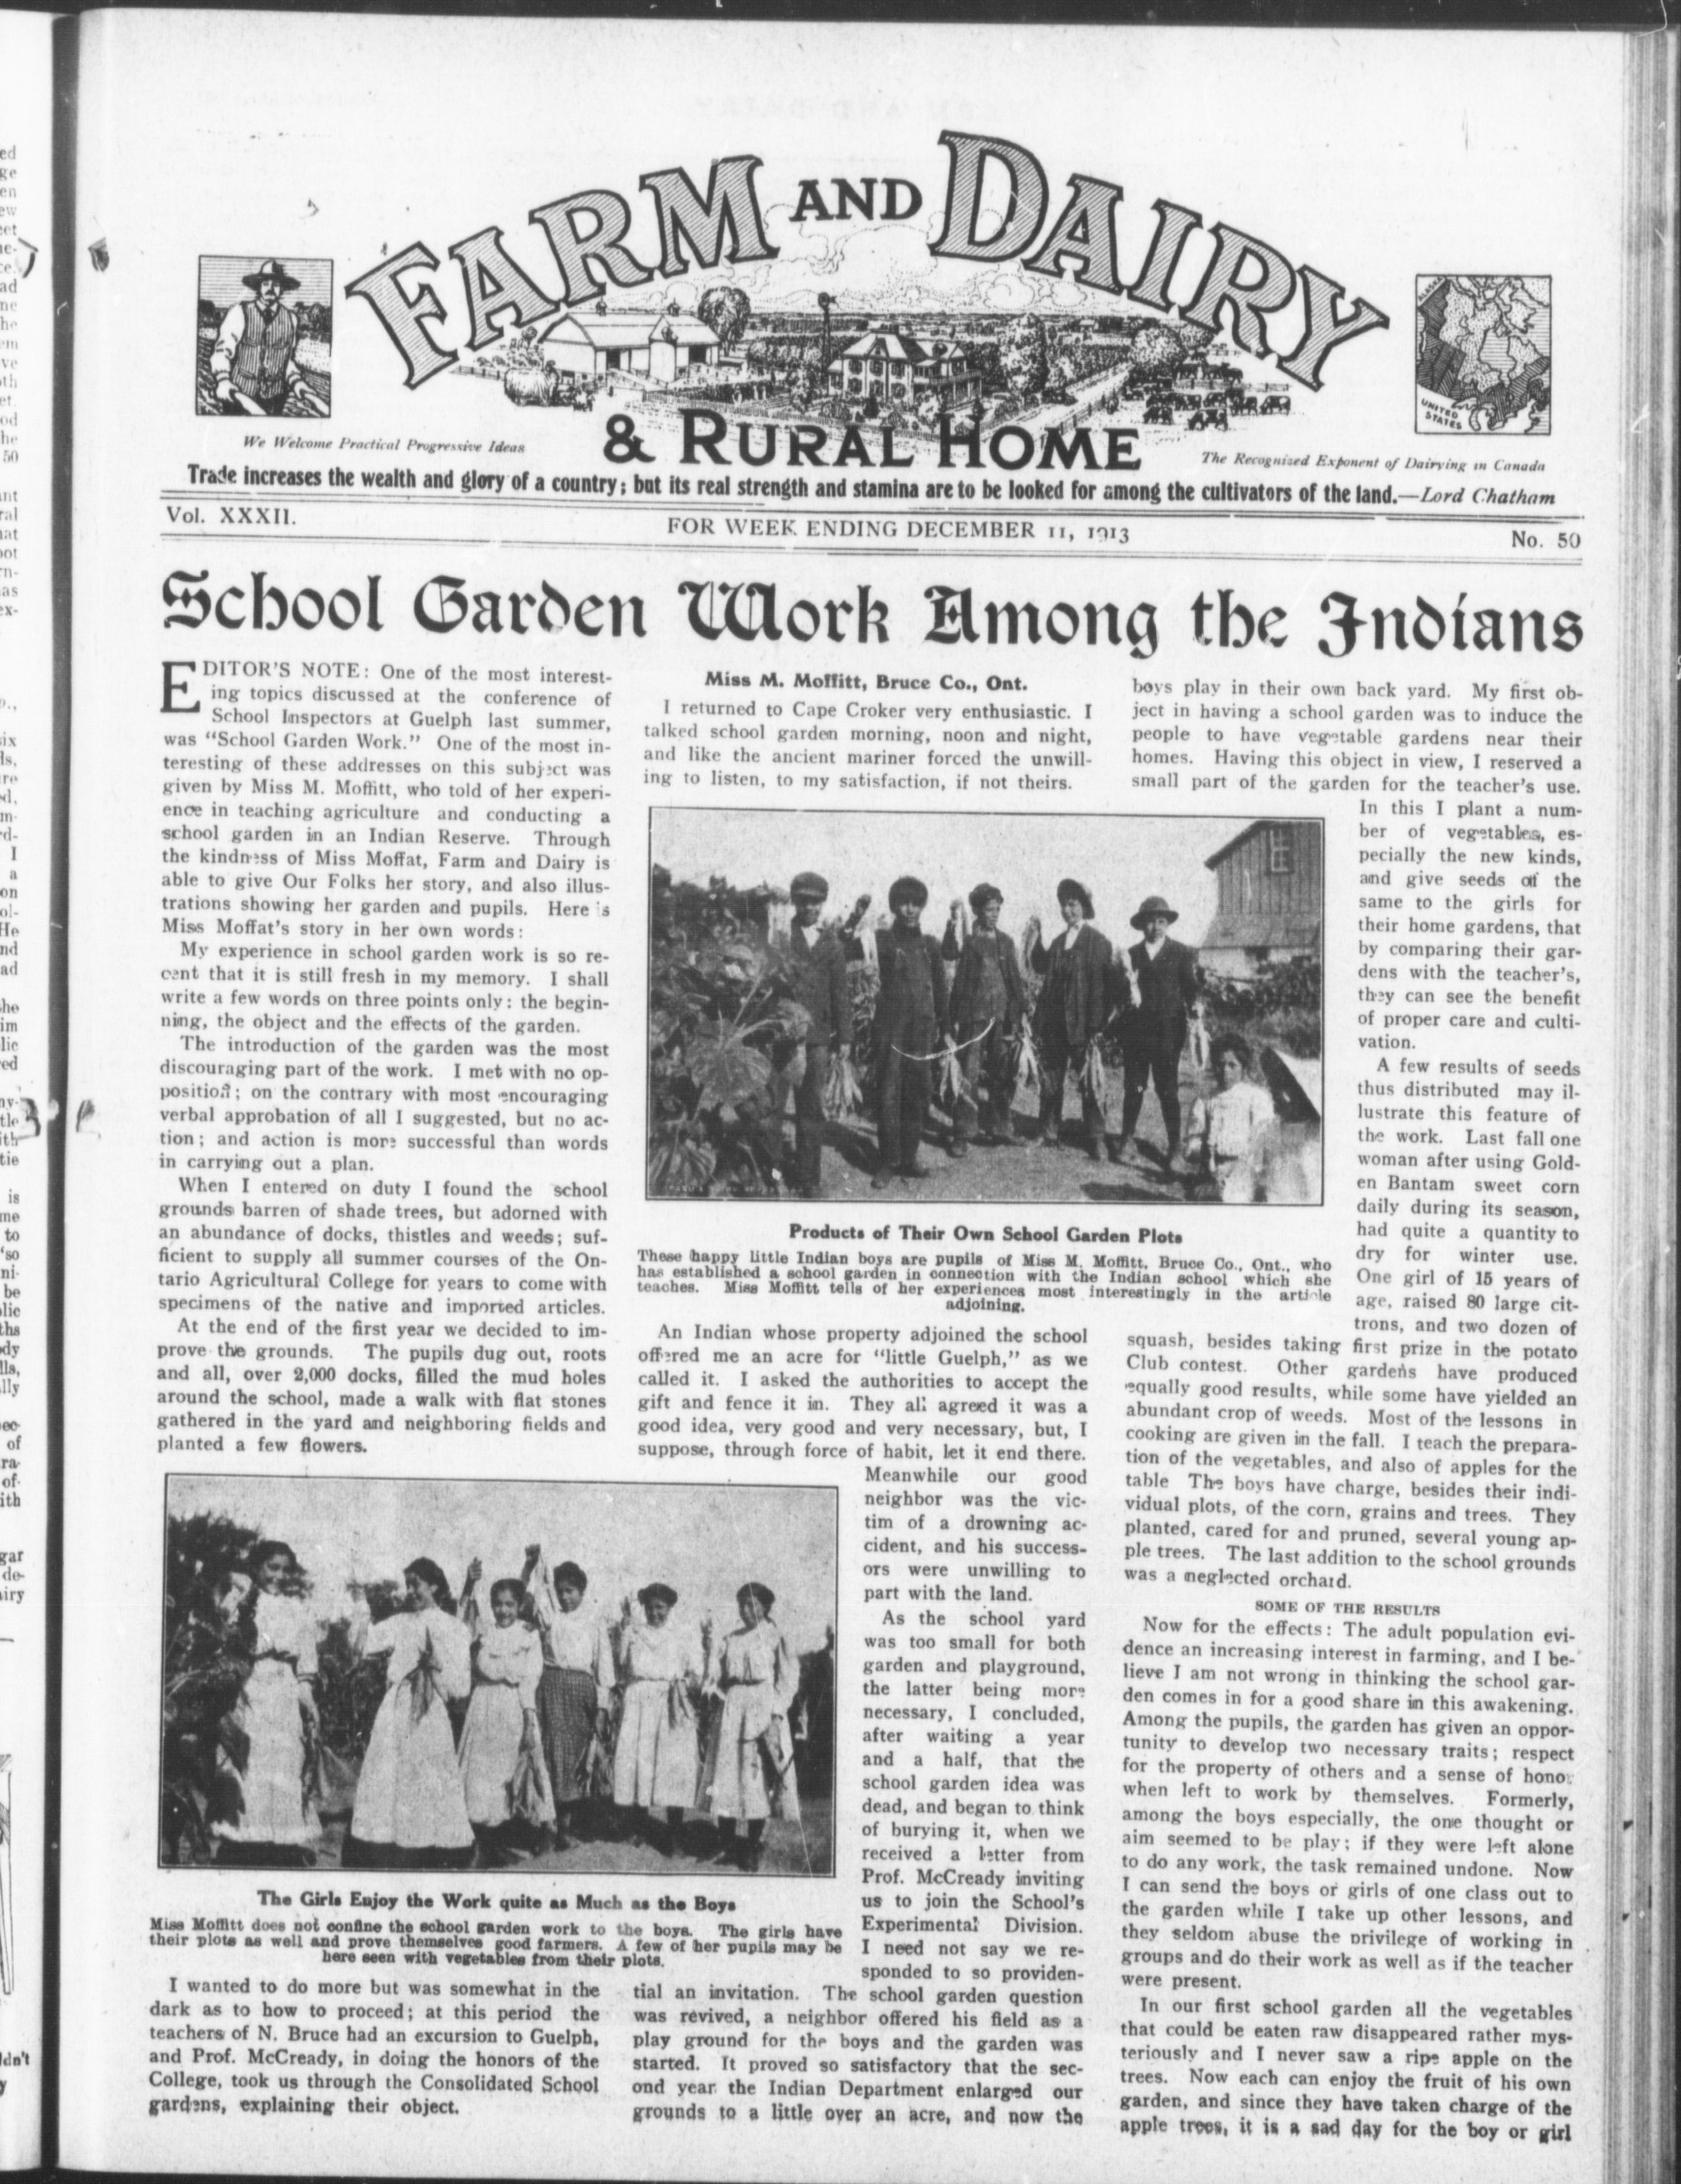 FARM AND DAIRY
& RURAL HOME
ALASKA
UNITED
STATES
We Welcome Practical Progressive Ideas
The Recognized Exponent of Dairying in Canada
Trade increases the wealth and glory of a country; but its real strength and stamina are to be looked for among the cultivators of the land.—Lord Chatham
Vol. XXXII.
FOR WEEK ENDING DECEMBER 11, 1913
No. 50
School Garden Work Among the Indians
EDITOR'S NOTE: One of the most interest-
ing topics discussed at the conference of
School Inspectors at Guelph last summer,
was "School Garden Work." One of the most in-
teresting of these addresses on this subject was
given by Miss M. Moffitt, who told of her experi-
ence in teaching agriculture and conducting a
school garden in an Indian Reserve. Through
the kindness of Miss Moffat, Farm and Dairy is
able to give Our Folks her story, and also illus-
trations showing her garden and pupils. Here is
Miss Moffat's story in her own words:
My experience in school garden work is so re-
cent that it is still fresh in my memory. I shall
write a few words on three points only: the begin-
ning, the object and the effects of the garden.
The introduction of the garden was the most
discouraging part of the work. I met with no op-
position; on the contrary with most encouraging
verbal approbation of all I suggested, but no ac-
tion; and action is more successful than words
in carrying out a plan.
When I entered on duty I found the school
grounds barren of shade trees, but adorned with
an abundance of docks, thistles and weeds; suf-
ficient to supply all summer courses of the On-
tario Agricultural College for years to come with
specimens of the native and imported articles.
At the end of the first year we decided to im-
prove the grounds. The pupils dug out, roots
and all, over 2,000 docks, filled the mud holes
around the school, made a walk with flat stones
gathered in the yard and neighboring fields and
planted a few flowers.
The Girls Enjoy the Work quite as Much as the Boys
Miss Moffitt does not confine the school garden work to the boys. The girls have
their plots as well and prove themselves good farmers. A few of her pupils may be
here seen with vegetables from their plots.
I wanted to do more but was somewhat in the
dark as to how to proceed; at this period the
teachers of N. Bruce had an excursion to Guelph,
and Prof. McCready, in doing the honors of the
College, took us through the Consolidated School
gardens, explaining their object.
Miss M. Moffitt, Bruce Co., Ont.
I returned to Cape Croker very enthusiastic. I
talked school garden morning, noon and night,
and like the ancient mariner forced the unwill-
ing to listen, to my satisfaction, if not theirs.
Products of Their Own School Garden Plots
These happy little Indian boys are pupils of Miss M. Moffitt, Bruce Co., Ont., who
has established a school garden in connection with the Indian school which she
teaches. Miss Moffitt tells of her experiences most interestingly in the article
adjoining.
An Indian whose property adjoined the school
offered me an acre for "little Guelph," as we
called it. I asked the authorities to accept the
gift and fence it in. They all agreed it was a
good idea, very good and very necessary, but, I
suppose, through force of habit, let it end there.
Meanwhile our good
neighbor was the vic-
tim of a drowning ac-
cident, and his success-
ors were unwilling to
part with the land.
As the school yard
was too small for both
garden and playground,
the latter being more
necessary, I concluded,
after waiting a year
and a half, that the
school garden idea was
dead, and began to think
of burying it, when we
received a letter from
Prof. McCready inviting
us to join the School's
Experimental Division.
I need not say we re-
sponded to so providen-
tial an invitation. The school garden question
was revived, a neighbor offered his field as a
play ground for the boys and the garden was
started. It proved so satisfactory that the sec-
ond year the Indian Department enlarged our
grounds to a little over an acre, and now the
boys play in their own back yard. My first ob-
ject in having a school garden was to induce the
people to have vegetable gardens near their
homes. Having this object in view, I reserved a
small part of the garden for the teacher's use.
In this I plant a num-
ber of vegetables, es-
pecially the new kinds,
and give seeds of the
same to the girls for
their home gardens, that
by comparing their gar-
dens with the teacher's,
they can see the benefit
of proper care and culti-
vation.
A few results of seeds
thus distributed may il-
lustrate this feature of
the work. Last fall one
woman after using Gold-
en Bantam sweet corn
daily during its season,
had quite a quantity to
dry for winter use.
One girl of 15 years of
age, raised 80 large cit-
trons, and two dozen of
squash, besides taking first prize in the potato
Club contest. Other gardens have produced
equally good results, while some have yielded an
abundant crop of weeds. Most of the lessons in
cooking are given in the fall. I teach the prepara-
tion of the vegetables, and also of apples for the
table The boys have charge, besides their indi-
vidual plots, of the corn, grains and trees. They
planted, cared for and pruned, several young ap-
ple trees. The last addition to the school grounds
was a neglected orchard.
SOME OF THE RESULTS
Now for the effects: The adult population evi-
dence an increasing interest in farming, and I be-
lieve I am not wrong in thinking the school gar-
den comes in for a good share in this awakening.
Among the pupils, the garden has given an oppor-
tunity to develop two necessary traits; respect
for the property of others and a sense of honor
when left to work by themselves. Formerly,
among the boys especially, the one thought or
aim seemed to be play; if they were left alone
to do any work, the task remained undone. Now
I can send the boys or girls of one class out to
the garden while I take up other lessons, and
they seldom abuse the privilege of working in
groups and do their work as well as if the teacher
were present.
In our first school garden all the vegetables
that could be eaten raw disappeared rather mys-
teriously and I never saw a ripe apple on the
trees. Now each can enjoy the fruit of his own
garden, and since they have taken charge of the
apple trees, it is a sad day for the boy or girl